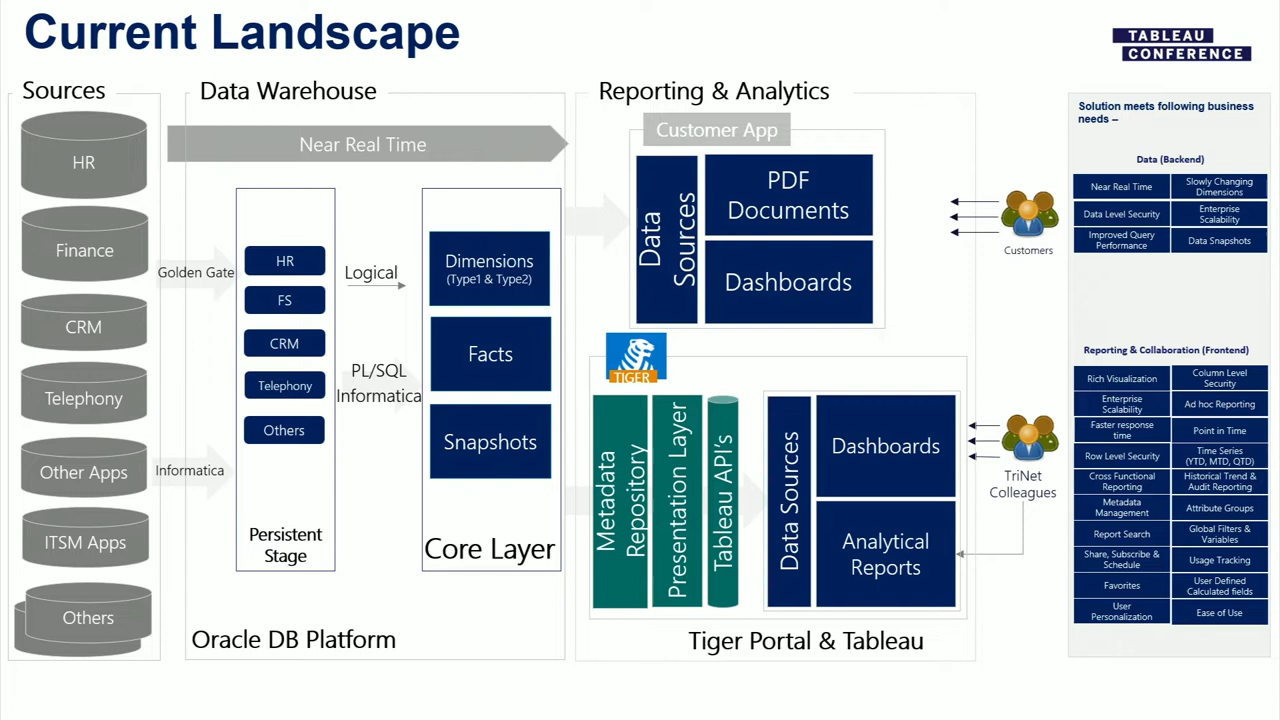 Current Landscape
TABLEAU
CONFERENCE
Sources
HR
Finance
CRM
Telephony
Other Apps
ITSM Apps
Others
Golden Gate
Informatica
Data Warehouse
Near Real Time
HR
FS
CRM
Telephony
Others
Persistent
Stage
Logical
PL/SQL
Informatica
Dimensions
(Type1 & Type2)
Facts
Snapshots
Core Layer
Oracle DB Platform
Reporting & Analytics
Customer App
Data
Sources
PDF
Documents
Dashboards
Customers
TIGER
Metadata
Repository
Presentation Layer
Tableau API's
Data Sources
Dashboards
Analytical
Reports
TriNet
Colleagues
Tiger Portal & Tableau
Solution meets following business
needs –
Data (Backend)
Near Real Time
Slowly Changing
Dimensions
Data Level Security
Enterprise
Scalability
Improved Query
Performance
Data Snapshots
Reporting & Collaboration (Frontend)
Rich Visualization
Column Level
Security
Enterprise
Scalability
Ad hoc Reporting
Faster response
time
Point in Time
Row Level Security
Time Series
(YTD, MTD, QTD)
Cross Functional
Reporting
Historical Trend &
Audit Reporting
Metadata
Management
Attribute Groups
Report Search
Global Filters &
Variables
Share, Subscribe &
Schedule
Usage Tracking
Favorites
User Defined
Calculated fields
User
Personalization
Ease of Use